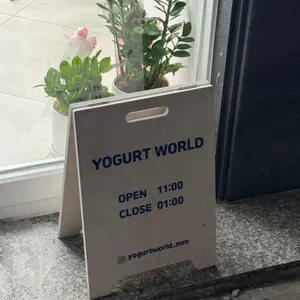 YOGURT WORLD
OPEN 11:00
CLOSE 01:00
yogurtworld_mm